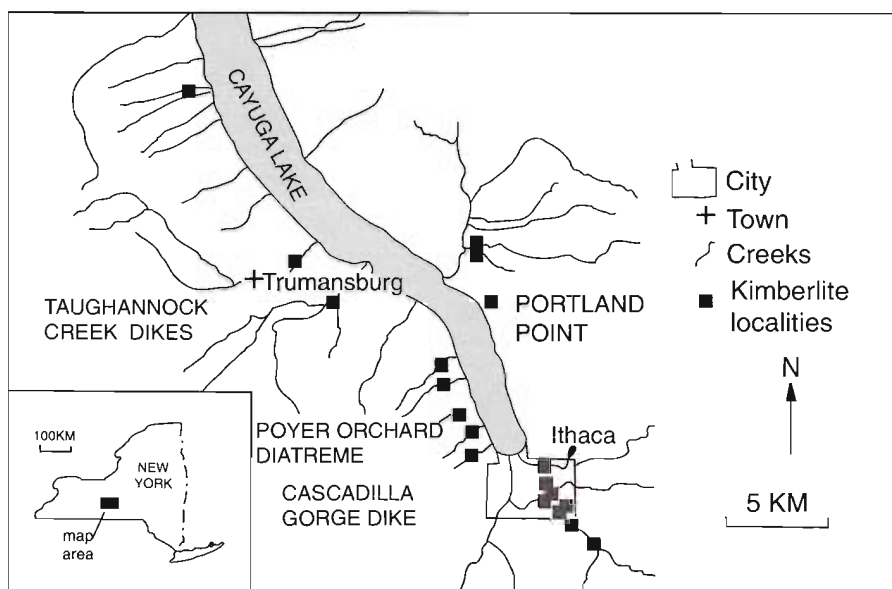 CAYUGA LAKE
City
Town
Creeks
Kimberlite
localities
Trumansburg
TAUGHANNOCK
CREEK DIKES
PORTLAND
POINT
N
POYER ORCHARD
DIATREME
Ithaca
CASCADILLA
GORGE DIKE
5 KM
100KM
NEW
YORK
map
area